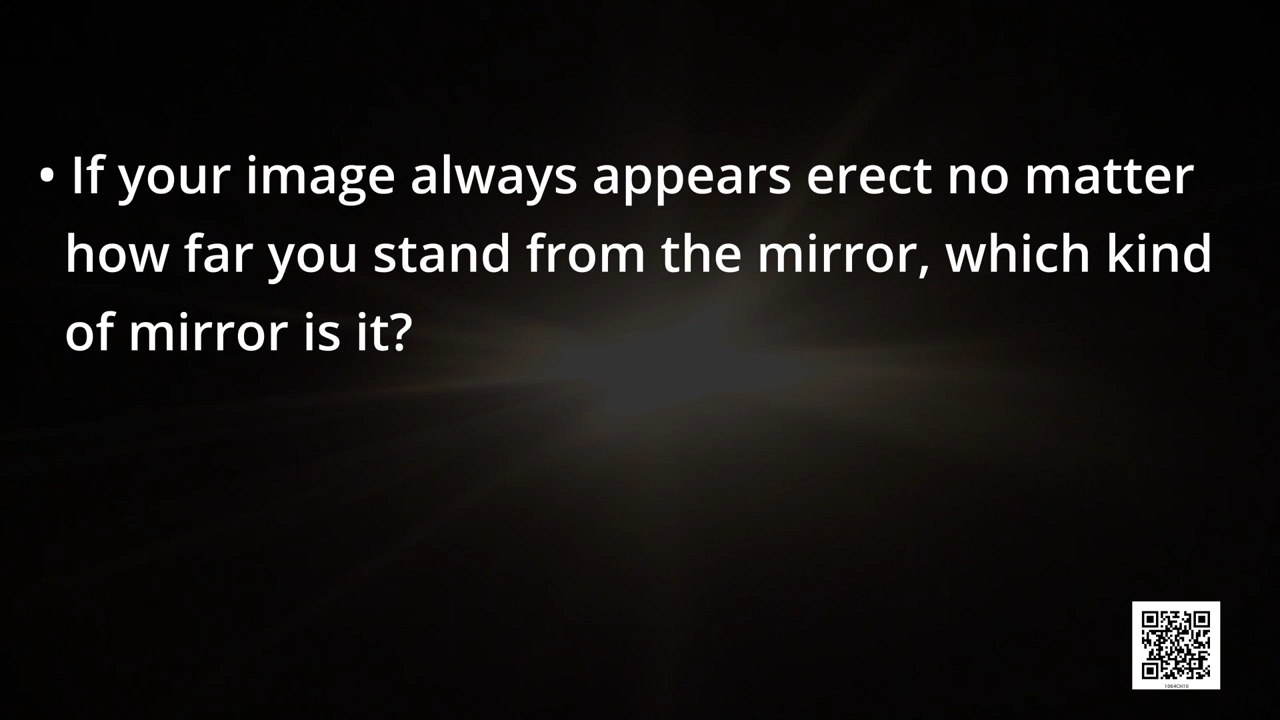 • If your image always appears erect no matter
how far you stand from the mirror, which kind
of mirror is it?
1064CH10